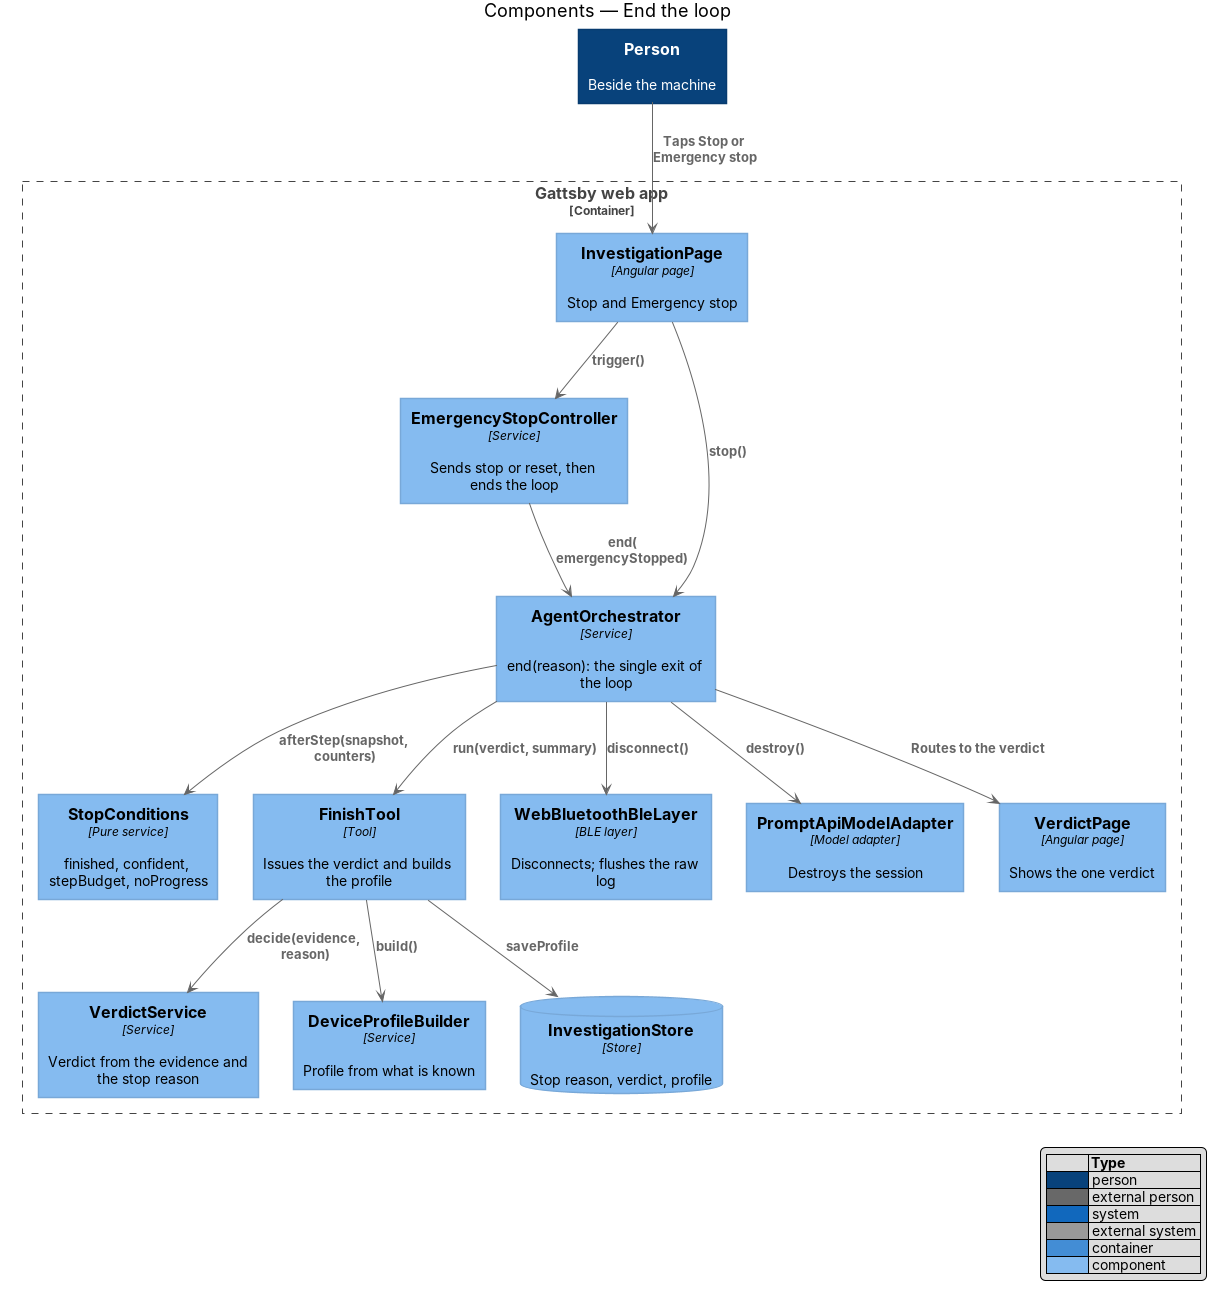 Components — End the loop
Person
Beside the machine
Taps Stop or
Emergency stop
Gattsby web app
[Container]
InvestigationPage
[Angular page]
Stop and Emergency stop
trigger()
EmergencyStopController
[Service]
Sends stop or reset, then
ends the loop
stop()
end(
emergencyStopped)
AgentOrchestrator
[Service]
end(reason): the single exit of
the loop
afterStep(snapshot,
counters)
run(verdict, summary)
disconnect()
destroy()
Routes to the verdict
StopConditions
[Pure service]
finished, confident,
stepBudget, noProgress
FinishTool
[Tool]
Issues the verdict and builds
the profile
WebBluetoothBleLayer
[BLE layer]
Disconnects; flushes the raw
log
PromptApiModelAdapter
[Model adapter]
Destroys the session
VerdictPage
[Angular page]
Shows the one verdict
decide(evidence,
reason)
build()
saveProfile
VerdictService
[Service]
Verdict from the evidence and
the stop reason
DeviceProfileBuilder
[Service]
Profile from what is known
InvestigationStore
[Store]
Stop reason, verdict, profile
Type
person
external person
system
external system
container
component